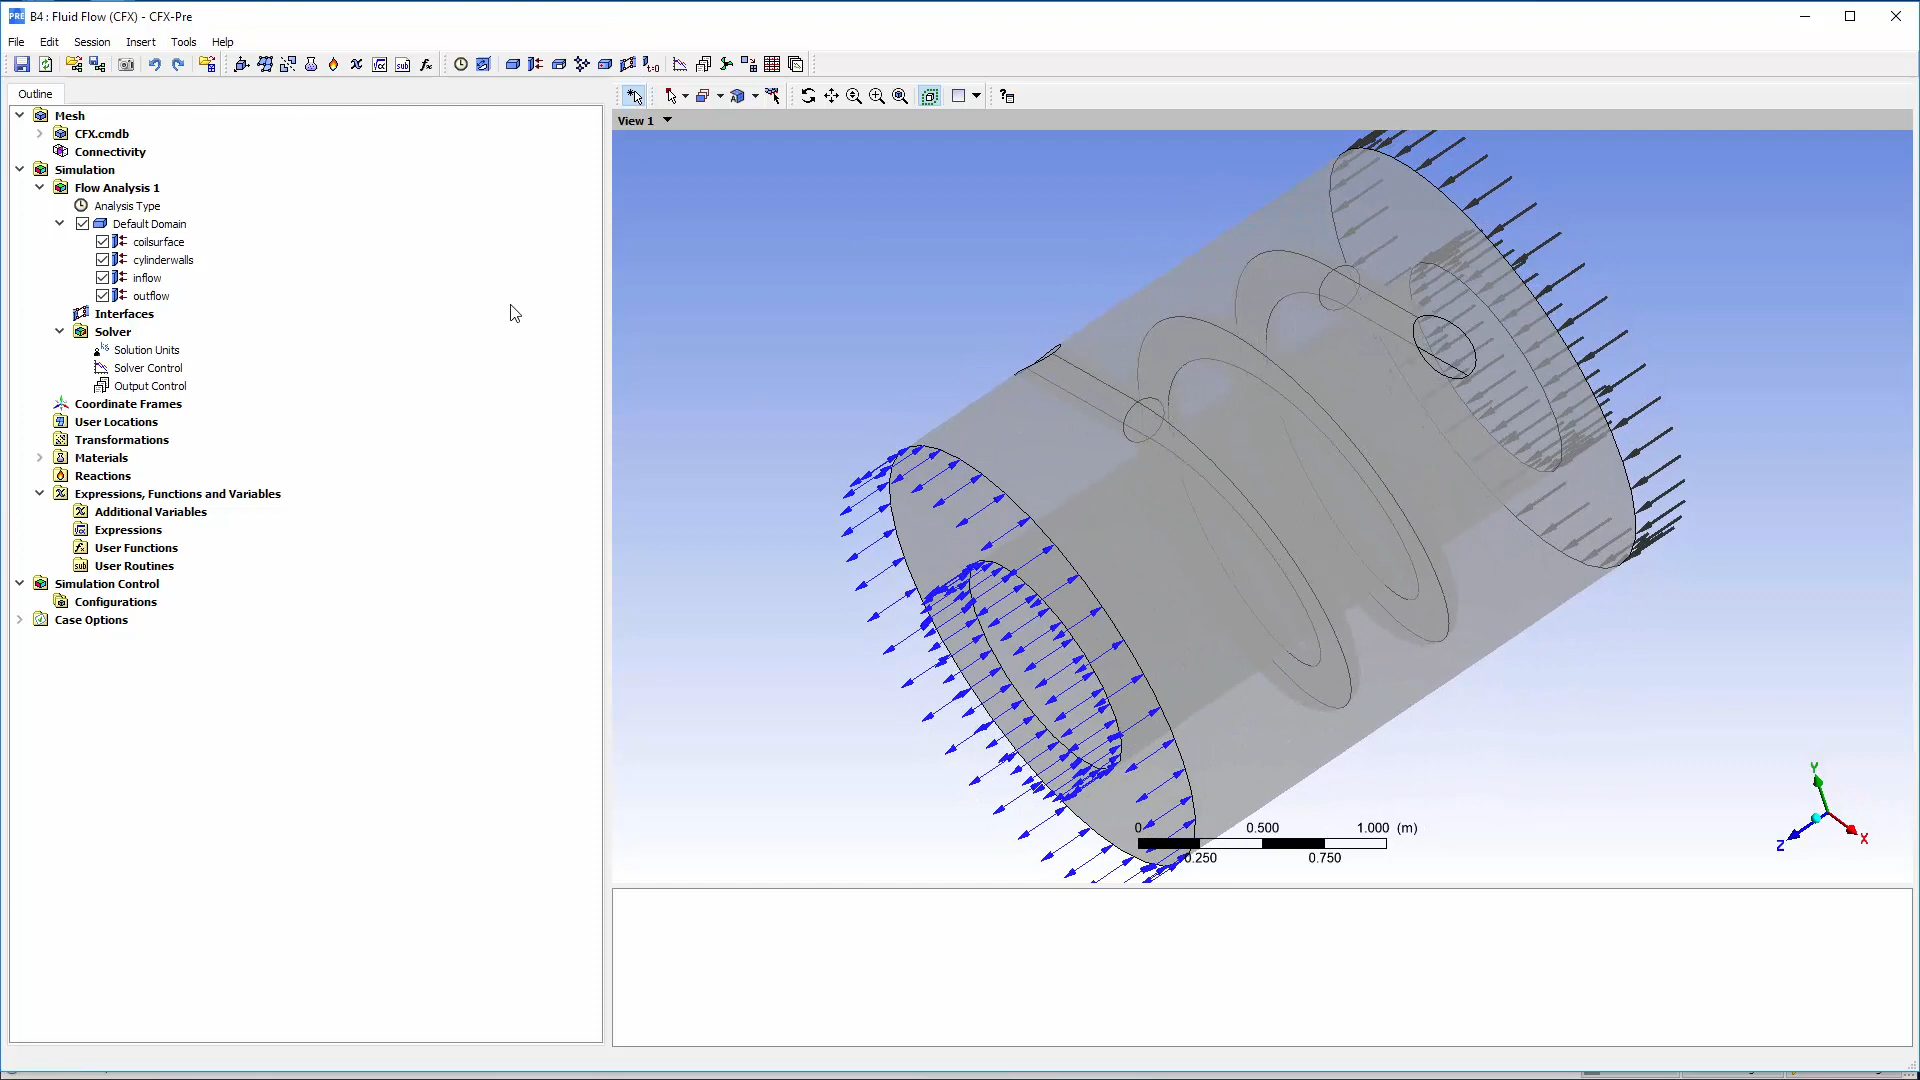 PRE B4 : Fluid Flow (CFX) - CFX-Pre
File Edit Session Insert Tools Help
Outline
Mesh
CFX.cmdb
Connectivity
Simulation
Flow Analysis 1
Analysis Type
Default Domain
coilsurface
cylinderwalls
inflow
outflow
Interfaces
Solver
Solution Units
Solver Control
Output Control
Coordinate Frames
User Locations
Transformations
Materials
Reactions
Expressions, Functions and Variables
Additional Variables
Expressions
User Functions
User Routines
Simulation Control
Configurations
Case Options
View 1
0 0.500 1.000 (m)
0.250 0.750
Y
Z X